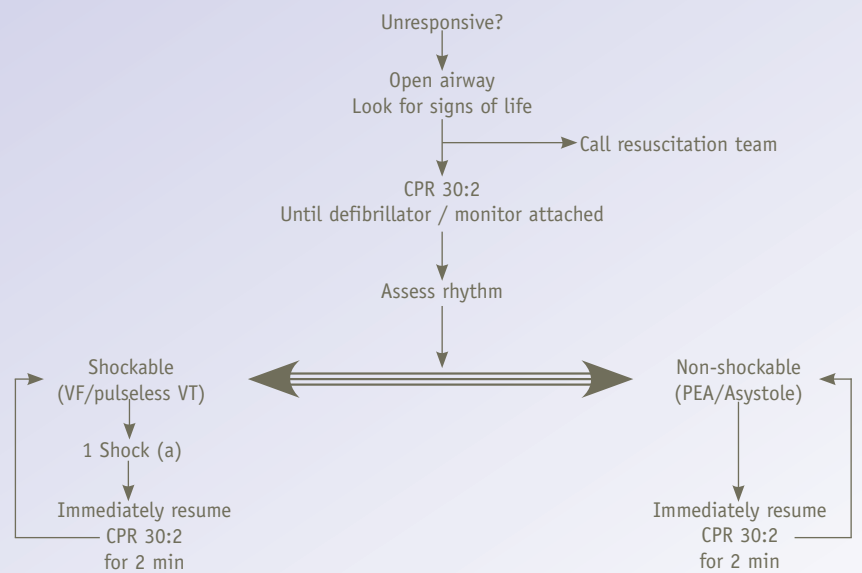 Unresponsive?
Open airway
Look for signs of life
Call resuscitation team
CPR 30:2
Until defibrillator / monitor attached
Assess rhythm
Shockable
(VF/pulseless VT)
Non-shockable
(PEA/Asystole)
1 Shock (a)
Immediately resume
CPR 30:2
for 2 min
Immediately resume
CPR 30:2
for 2 min